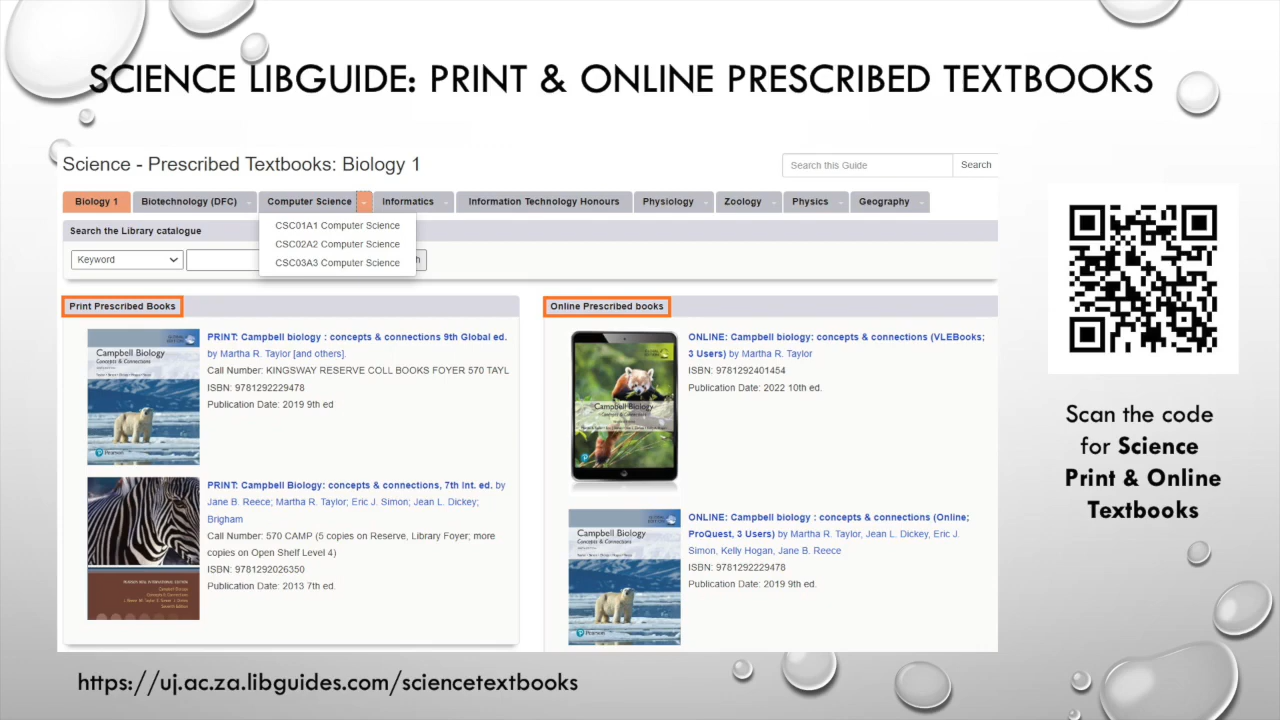 SCIENCE LIBGUIDE: PRINT & ONLINE PRESCRIBED TEXTBOOKS
Science - Prescribed Textbooks: Biology 1
Search this Guide
Search
Biology 1
Biotechnology (DFC)
Computer Science
Informatics
Information Technology Honours
Physiology
Zoology
Physics
Geography
Search the Library catalogue
CSC01A1 Computer Science
CSC02A2 Computer Science
CSC03A3 Computer Science
Keyword
Print Prescribed Books
PRINT: Campbell biology : concepts & connections 9th Global ed.
by Martha R. Taylor [and others].
Call Number: KINGSWAY RESERVE COLL BOOKS FOYER 570 TAYL
ISBN: 9781292229478
Publication Date: 2019 9th ed
Campbell Biology
Concepts & Connections
Pearson
PRINT: Campbell Biology: concepts & connections, 7th Int. ed. by
Jane B. Reece; Martha R. Taylor; Eric J. Simon; Jean L. Dickey;
Brigham
Call Number: 570 CAMP (5 copies on Reserve, Library Foyer; more
copies on Open Shelf Level 4)
ISBN: 9781292026350
Publication Date: 2013 7th ed.
Online Prescribed books
ONLINE: Campbell biology: concepts & connections (VLEBooks;
3 Users) by Martha R. Taylor
ISBN: 9781292401454
Publication Date: 2022 10th ed.
Campbell Biology
ONLINE: Campbell biology : concepts & connections (Online;
ProQuest, 3 Users) by Martha R. Taylor, Jean L. Dickey, Eric J.
Simon, Kelly Hogan, Jane B. Reece
ISBN: 9781292229478
Publication Date: 2019 9th ed.
Campbell Biology
Concepts & Connections
Pearson
Scan the code
for Science
Print & Online
Textbooks
https://uj.ac.za.libguides.com/sciencetextbooks